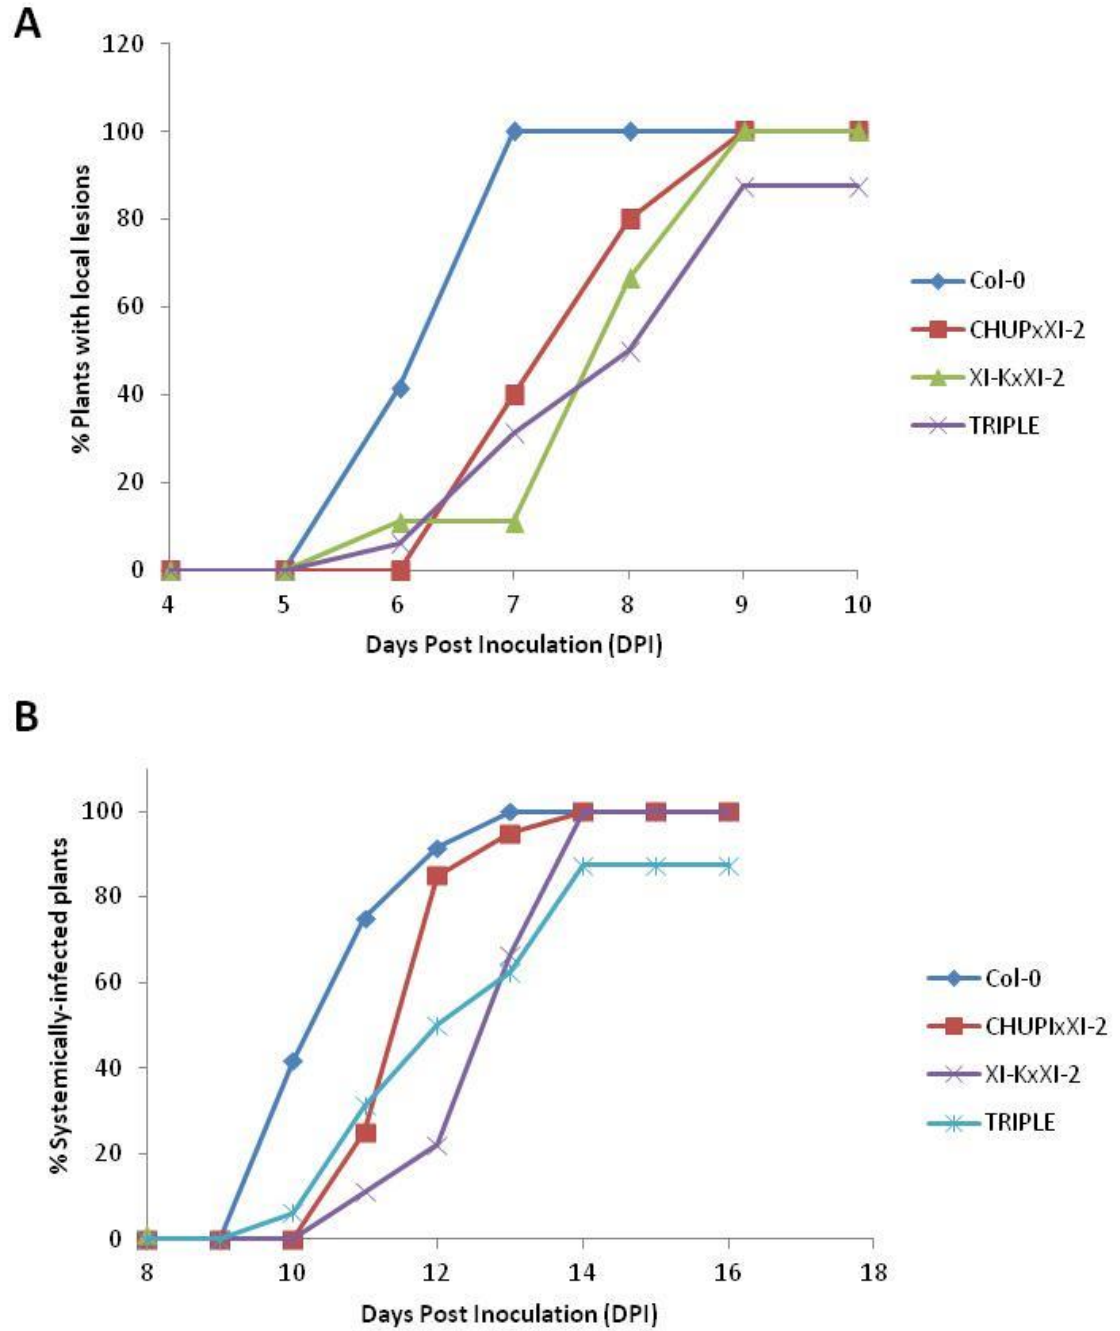 A
120
100
80
60
40
20
0
% Plants with local lesions
4 5 6 7 8 9 10
Days Post Inoculation (DPI)
Col-0
CHUPxXI-2
XI-KxXI-2
TRIPLE
B
100
80
60
40
20
0
% Systemically-infected plants
8 10 12 14 16 18
Days Post Inoculation (DPI)
Col-0
CHUPIxXI-2
XI-KxXI-2
TRIPLE